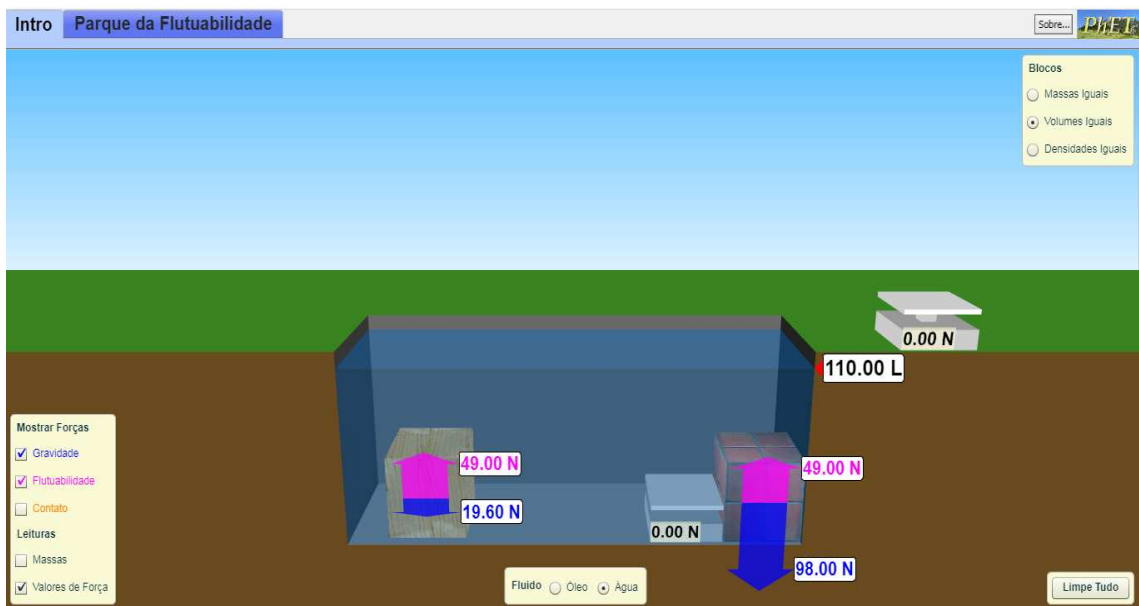 Intro
Parque da Flutuabilidade
Sobre...
PhET
Blocos
Massas Iguais
Volumes Iguais
Densidades Iguais
0.00 N
110.00 L
Mostrar Forças
Gravidade
Flutuabilidade
Contato
Leituras
Massas
Valores de Força
49.00 N
19.60 N
0.00 N
49.00 N
98.00 N
Fluido
Óleo
Água
Limpe Tudo